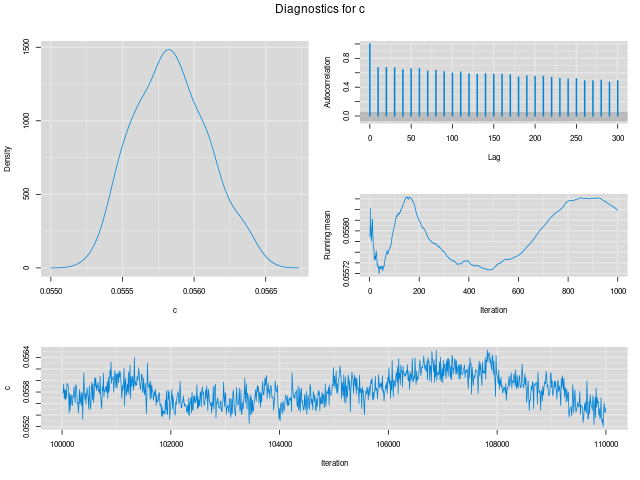 Diagnostics for c
1500
1000
500
0
Density
0.0550 0.0555 0.0560 0.0565
c
0.8
0.4
0.0
Autocorrelation
0 50 100 150 200 250 300
Lag
0.05580
0.05572
Running mean
0 200 400 600 800 1000
Iteration
0.0564
0.0558
0.0552
c
100000 102000 104000 106000 108000 110000
Iteration